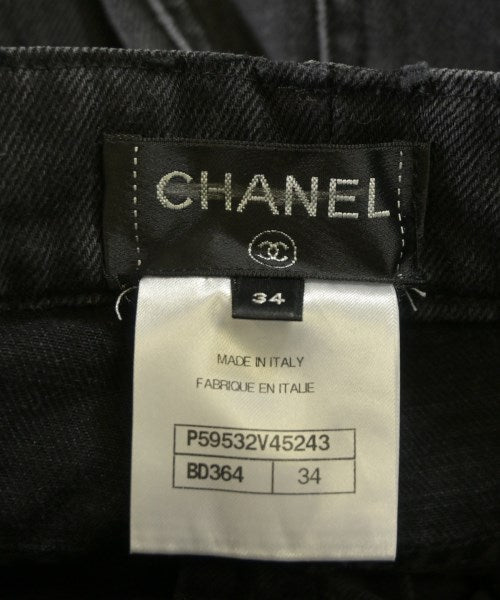 CHANEL
34
MADE IN ITALY
FABRIQUE EN ITALIE
P59532V45243
BD364 34